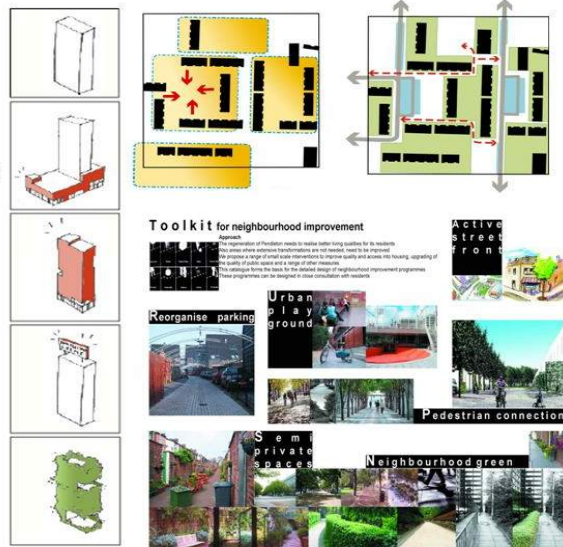 Toolkit for neighbourhood improvement
Approach
The regeneration of Pendleton needs to realise better living qualities for its residents
Also areas where extensive transformations are not needed, need to be improved
We propose a range of small scale interventions to improve quality and access into housing, upgrading of
the quality of public space and a range of other measures
This catalogue forms the basis for the detailed design of neighbourhood improvement programmes
These programmes can be designed in close consultation with residents
Active
street
front
Reorganise parking
Urban
play
ground
Pedestrian connection
Semi
private
spaces
Neighbourhood green